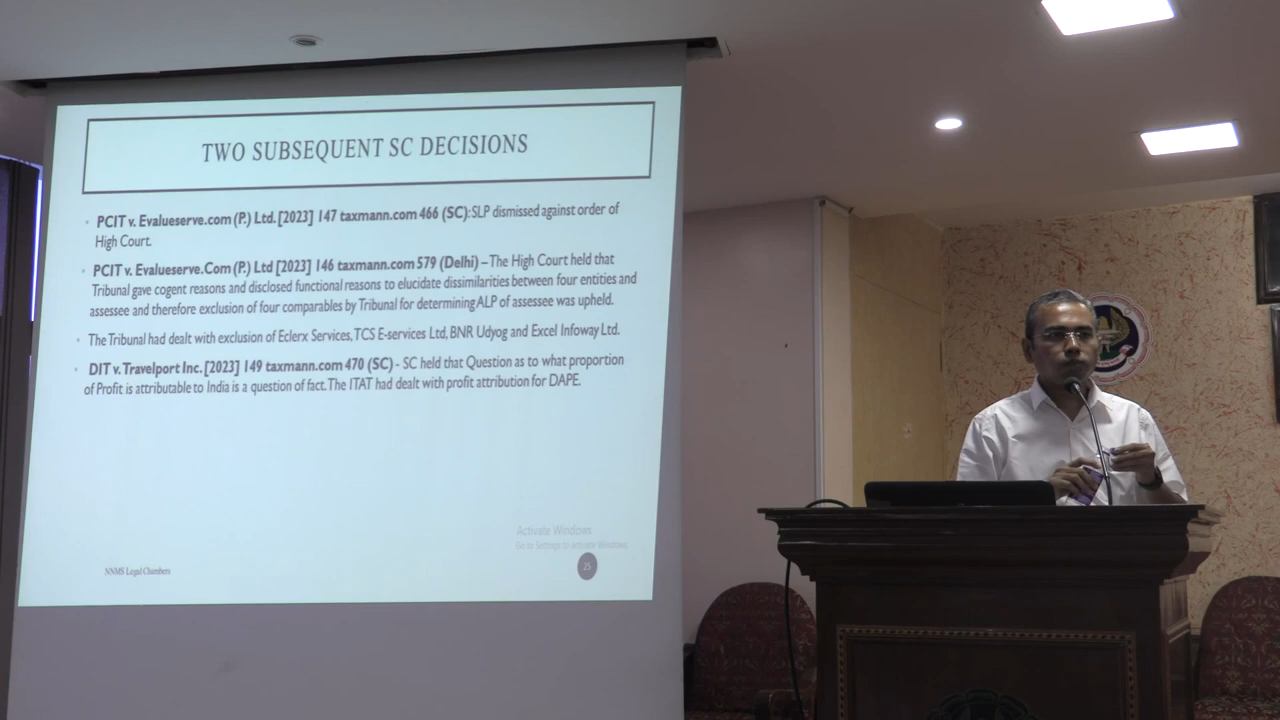 TWO SUBSEQUENT SC DECISIONS
• PCIT v. Evalueserve.com (P.) Ltd. [2023] 147 taxmann.com 466 (SC): SLP dismissed against order of
High Court.
• PCIT v. Evalueserve.Com (P.) Ltd [2023] 146 taxmann.com 579 (Delhi) – The High Court held that
Tribunal gave cogent reasons and disclosed functional reasons to elucidate dissimilarities between four entities and
assessee and therefore exclusion of four comparables by Tribunal for determining ALP of assessee was upheld.
• The Tribunal had dealt with exclusion of Eclerx Services, TCS E-services Ltd, BNR Udyog and Excel Infoway Ltd.
• DIT v. Travelport Inc. [2023] 149 taxmann.com 470 (SC) - SC held that Question as to what proportion
of Profit is attributable to India is a question of fact. The ITAT had dealt with profit attribution for DAPE.
Activate Windows
Go to Settings to activate Windows.
NNMS Legal Chambers
25